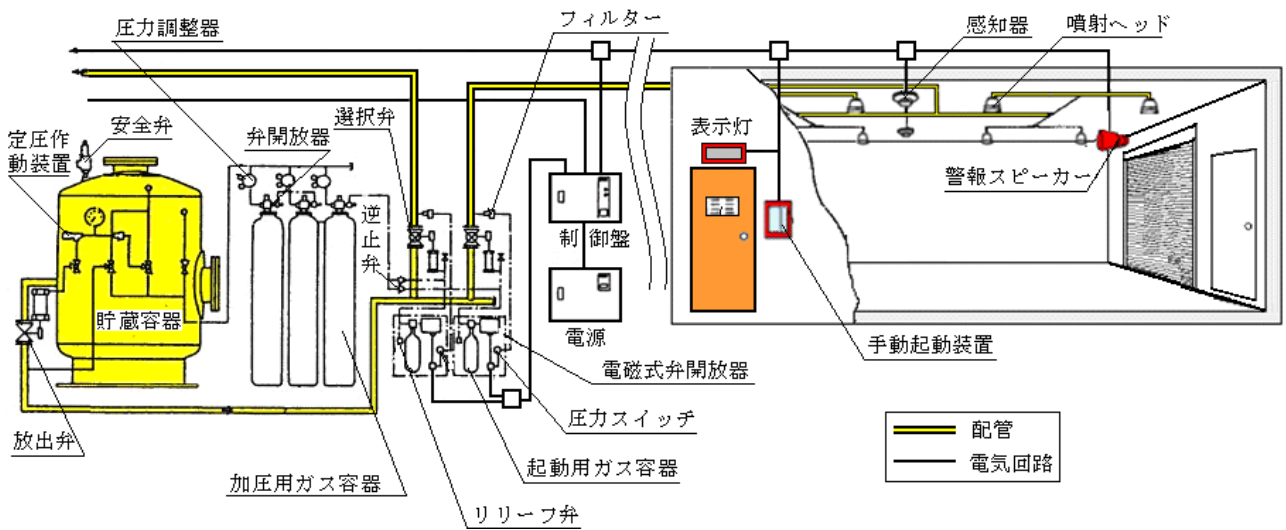 圧力調整器
フィルター
感知器
噴射ヘッド
定圧作
動装置
安全弁
選択弁
弁開放器
表示灯
警報スピーカー
逆
止
弁
制御盤
貯蔵容器
電源
手動起動装置
電磁式弁開放器
放出弁
圧力スイッチ
起動用ガス容器
加圧用ガス容器
リリーフ弁
配管
電気回路